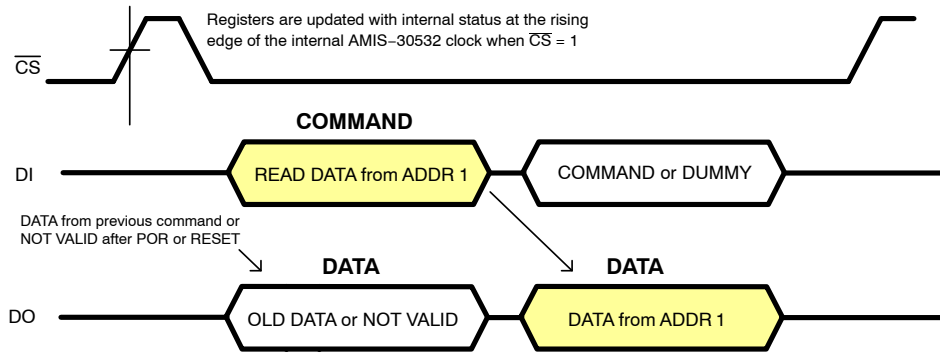 Registers are updated with internal status at the rising
edge of the internal AMIS−30532 clock when CS = 1
CS
COMMAND
DI
READ DATA from ADDR 1
COMMAND or DUMMY
DATA from previous command or
NOT VALID after POR or RESET
DATA
DATA
DO
OLD DATA or NOT VALID
DATA from ADDR 1